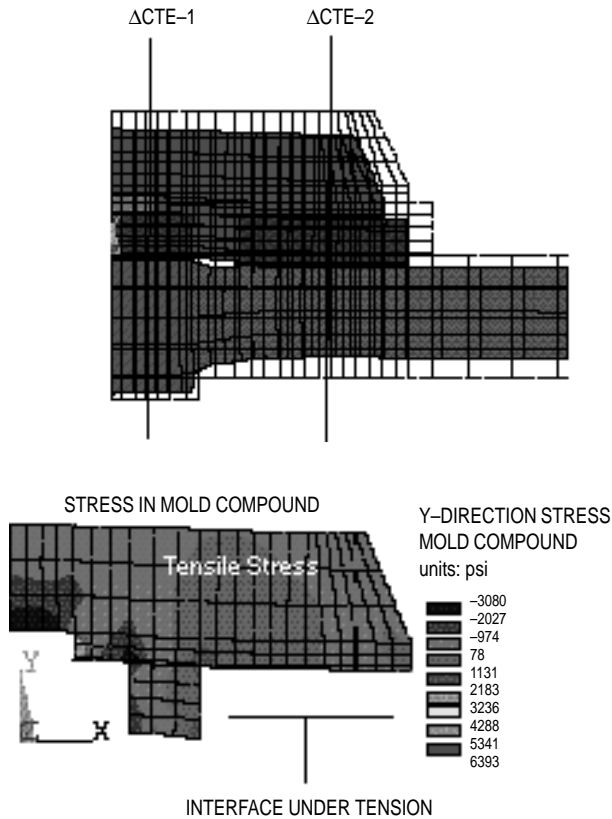 ΔCTE–1 ΔCTE–2
STRESS IN MOLD COMPOUND
Tensile Stress
Y
X
INTERFACE UNDER TENSION
Y–DIRECTION STRESS
MOLD COMPOUND
units: psi
–3080
–2027
–974
78
1131
2183
3236
4288
5341
6393